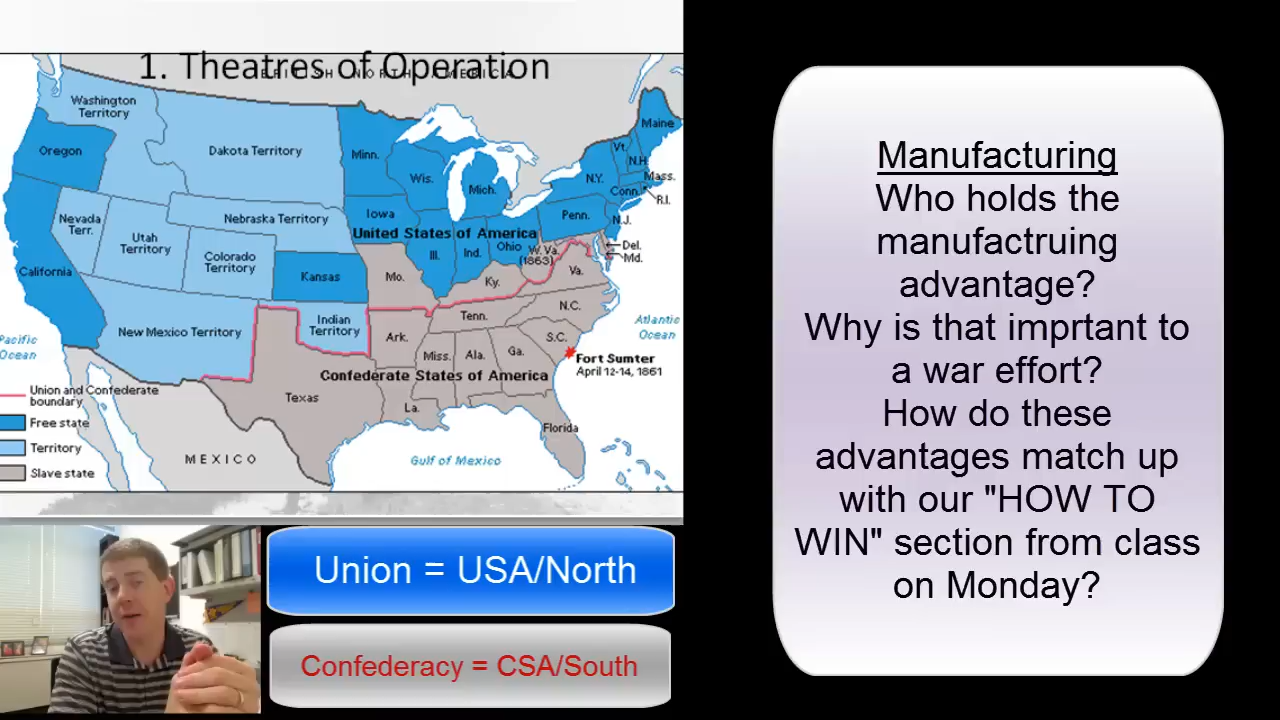 1. Theatres of Operation
BRITISH NORTH AMERICA
Washington
Territory
Oregon
Dakota Territory
Minn.
Wis.
Mich.
Maine
Vt.
N.H.
N.Y.
Mass.
Conn.
R.I.
Nevada
Terr.
Utah
Territory
Nebraska Territory
Iowa
Penn.
N.J.
United States of America
Colorado
Territory
California
Kansas
Ill.
Ind.
Ohio
W. Va.
(1863)
Del.
Md.
Mo.
Ky.
Va.
New Mexico Territory
Indian
Territory
Tenn.
N.C.
Ark.
S.C.
Atlantic
Ocean
Pacific
Ocean
Miss.
Ala.
Ga.
Fort Sumter
April 12-14, 1861
Confederate States of America
Texas
La.
Florida
Union and Confederate
boundary
Free state
Territory
Slave state
MEXICO
Gulf of Mexico
Union = USA/North
Confederacy = CSA/South
Manufacturing
Who holds the
manufactruing
advantage?
Why is that imprtant to
a war effort?
How do these
advantages match up
with our "HOW TO
WIN" section from class
on Monday?